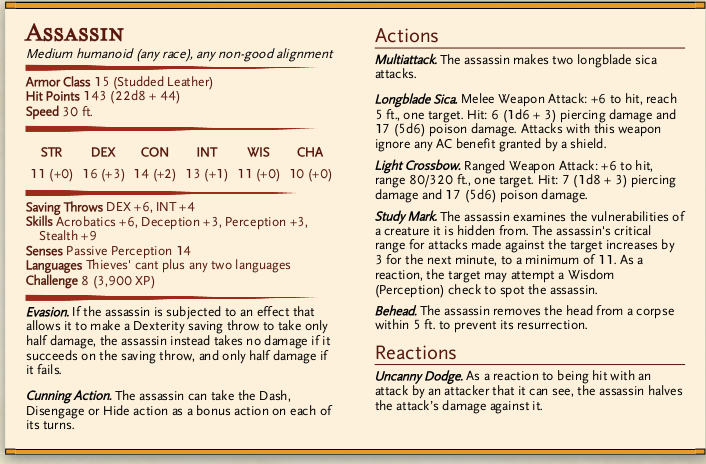 Assassin
Medium humanoid (any race), any non-good alignment
Armor Class 15 (Studded Leather)
Hit Points 143 (22d8 + 44)
Speed 30 ft.
STR DEX CON INT WIS CHA
11 (+0) 16 (+3) 14 (+2) 13 (+1) 11 (+0) 10 (+0)
Saving Throws DEX +6, INT +4
Skills Acrobatics +6, Deception +3, Perception +3,
Stealth +9
Senses Passive Perception 14
Languages Thieves' cant plus any two languages
Challenge 8 (3,900 XP)
Evasion. If the assassin is subjected to an effect that
allows it to make a Dexterity saving throw to take only
half damage, the assassin instead takes no damage if it
succeeds on the saving throw, and only half damage if
it fails.
Cunning Action. The assassin can take the Dash,
Disengage or Hide action as a bonus action on each of
its turns.
Actions
Multiattack. The assassin makes two longblade sica
attacks.
Longblade Sica. Melee Weapon Attack: +6 to hit, reach
5 ft., one target. Hit: 6 (1d6 + 3) piercing damage and
17 (5d6) poison damage. Attacks with this weapon
ignore any AC benefit granted by a shield.
Light Crossbow. Ranged Weapon Attack: +6 to hit,
range 80/320 ft., one target. Hit: 7 (1d8 + 3) piercing
damage and 17 (5d6) poison damage.
Study Mark. The assassin examines the vulnerabilities of
a creature it is hidden from. The assassin's critical
range for attacks made against the target increases by
3 for the next minute, to a minimum of 11. As a
reaction, the target may attempt a Wisdom
(Perception) check to spot the assassin.
Behead. The assassin removes the head from a corpse
within 5 ft. to prevent its resurrection.
Reactions
Uncanny Dodge. As a reaction to being hit with an
attack by an attacker that it can see, the assassin halves
the attack's damage against it.